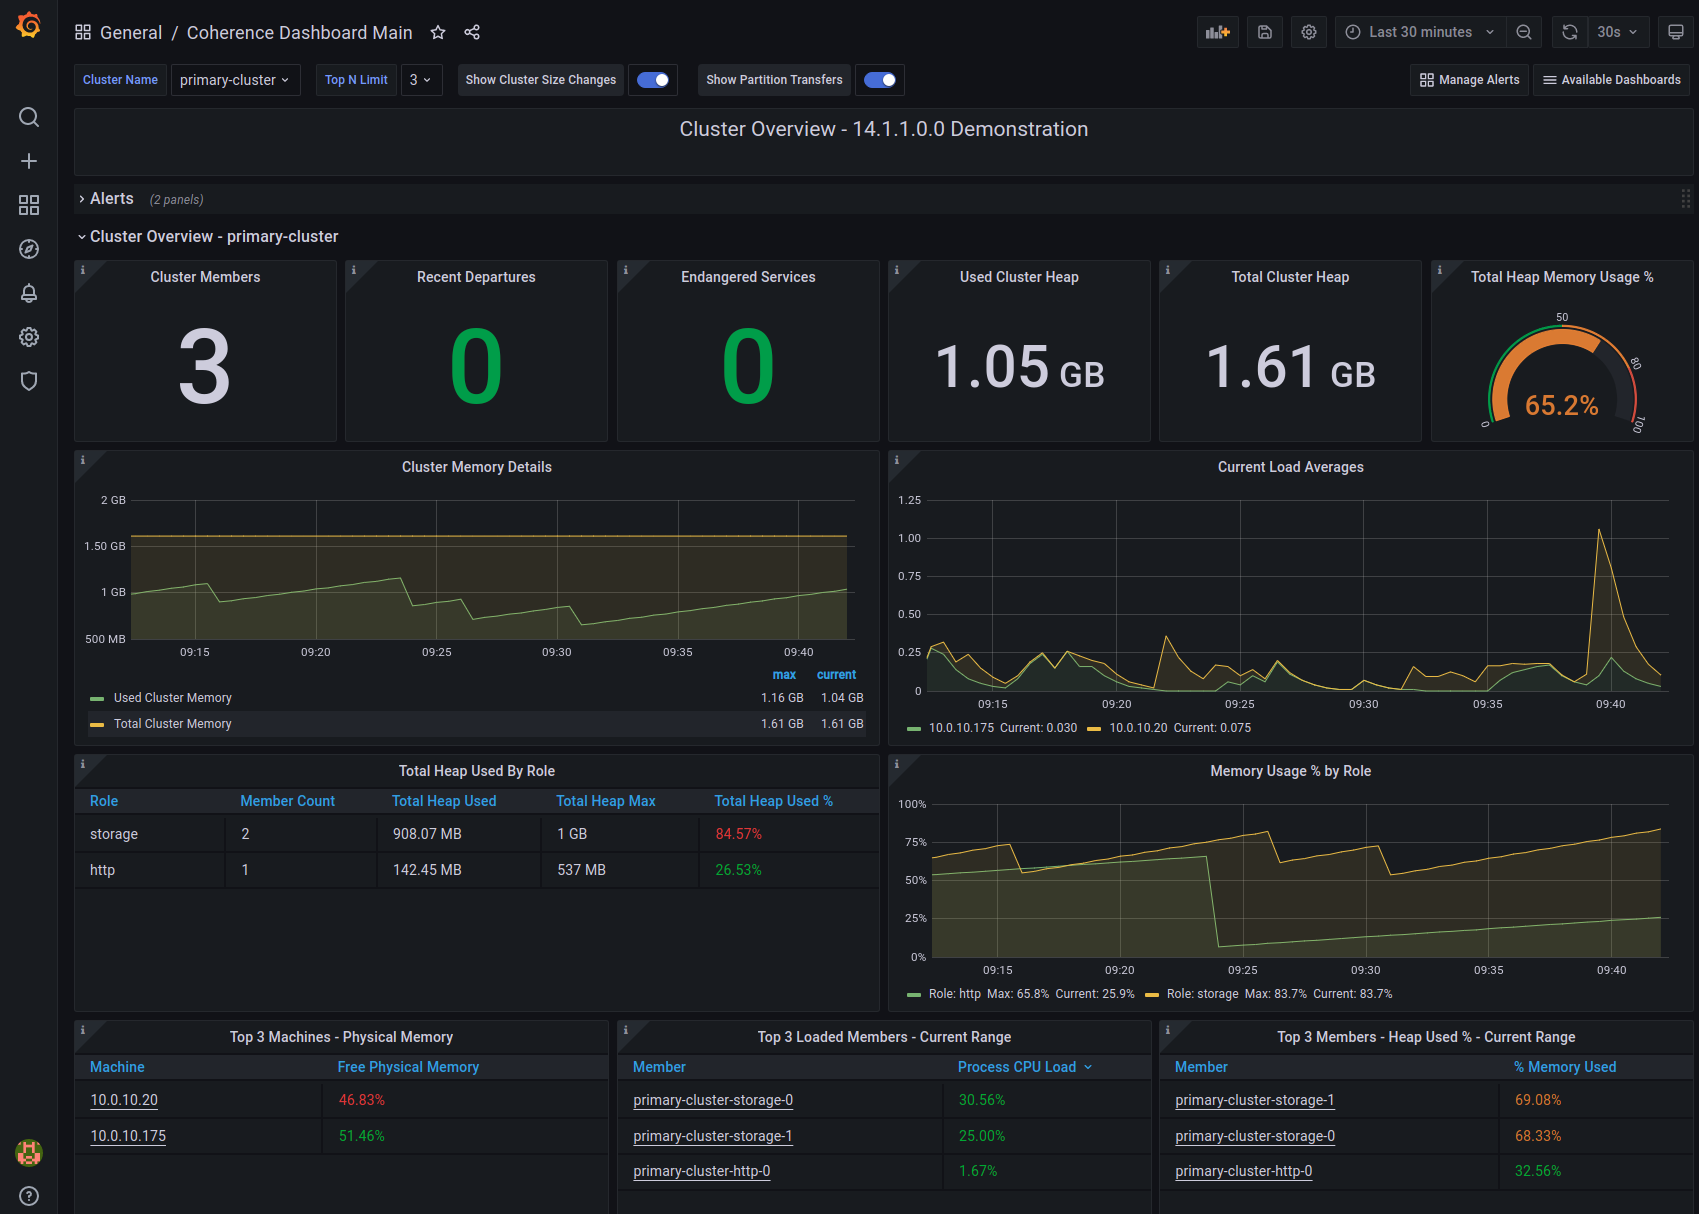 General / Coherence Dashboard Main
Last 30 minutes
30s
Cluster Name primary-cluster Top N Limit 3 Show Cluster Size Changes Show Partition Transfers Manage Alerts Available Dashboards
Cluster Overview - 14.1.1.0.0 Demonstration
Alerts (2 panels)
Cluster Overview - primary-cluster
Cluster Members
3
Recent Departures
0
Endangered Services
0
Used Cluster Heap
1.05 GB
Total Cluster Heap
1.61 GB
Total Heap Memory Usage %
0
50
80
100
65.2%
Cluster Memory Details
2 GB
1.50 GB
1 GB
500 MB
09:15 09:20 09:25 09:30 09:35 09:40
max current
Used Cluster Memory 1.16 GB 1.04 GB
Total Cluster Memory 1.61 GB 1.61 GB
Current Load Averages
1.25
1.00
0.75
0.50
0.25
0
09:15 09:20 09:25 09:30 09:35 09:40
10.0.10.175 Current: 0.030 10.0.10.20 Current: 0.075
Total Heap Used By Role
Role Member Count Total Heap Used Total Heap Max Total Heap Used %
storage 2 908.07 MB 1 GB 84.57%
http 1 142.45 MB 537 MB 26.53%
Memory Usage % by Role
100%
75%
50%
25%
0%
09:15 09:20 09:25 09:30 09:35 09:40
Role: http Max: 65.8% Current: 25.9% Role: storage Max: 83.7% Current: 83.7%
Top 3 Machines - Physical Memory
Machine Free Physical Memory
10.0.10.20 46.83%
10.0.10.175 51.46%
Top 3 Loaded Members - Current Range
Member Process CPU Load
primary-cluster-storage-0 30.56%
primary-cluster-storage-1 25.00%
primary-cluster-http-0 1.67%
Top 3 Members - Heap Used % - Current Range
Member % Memory Used
primary-cluster-storage-1 69.08%
primary-cluster-storage-0 68.33%
primary-cluster-http-0 32.56%